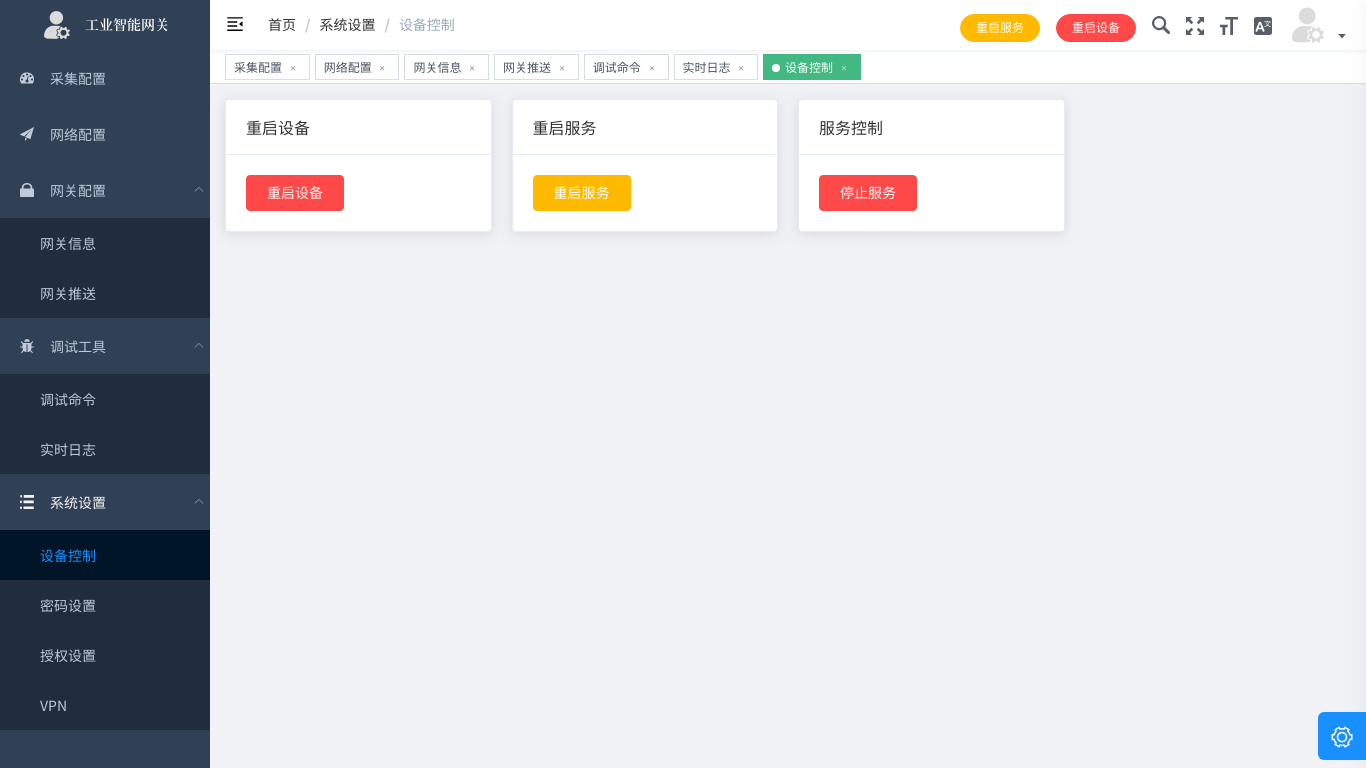 工业智能网关
首页 / 系统设置 / 设备控制
重启服务
重启设备
采集配置 ×
网络配置 ×
网关信息 ×
网关推送 ×
调试命令 ×
实时日志 ×
设备控制 ×
采集配置
网络配置
网关配置
网关信息
网关推送
调试工具
调试命令
实时日志
系统设置
设备控制
密码设置
授权设置
VPN
重启设备
重启设备
重启服务
重启服务
服务控制
停止服务